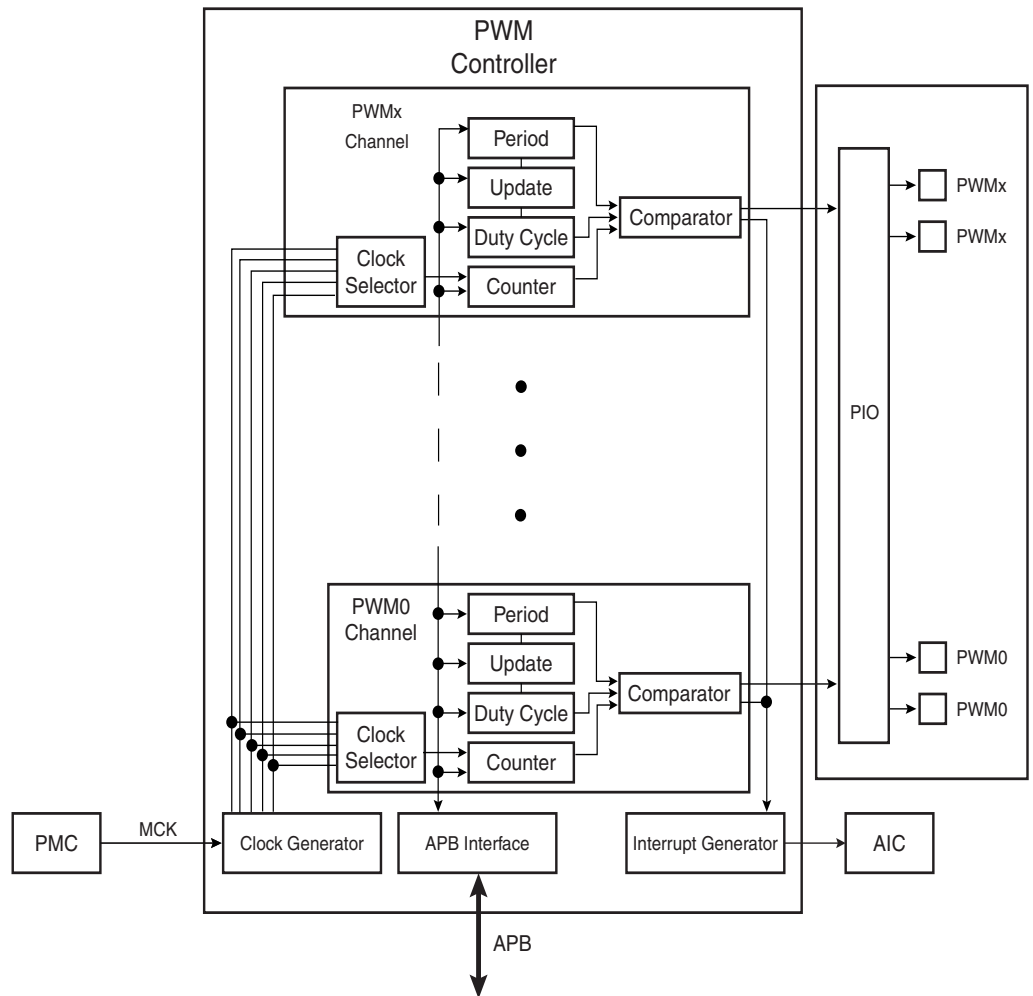 PWM
Controller
PWMx
Channel
Period
Update
Duty Cycle
Comparator
Clock
Selector
Counter
PWMx
PWMx
PIO
PWM0
Channel
Period
Update
Duty Cycle
Comparator
Clock
Selector
Counter
PWM0
PWM0
PMC
MCK
Clock Generator
APB Interface
Interrupt Generator
AIC
APB